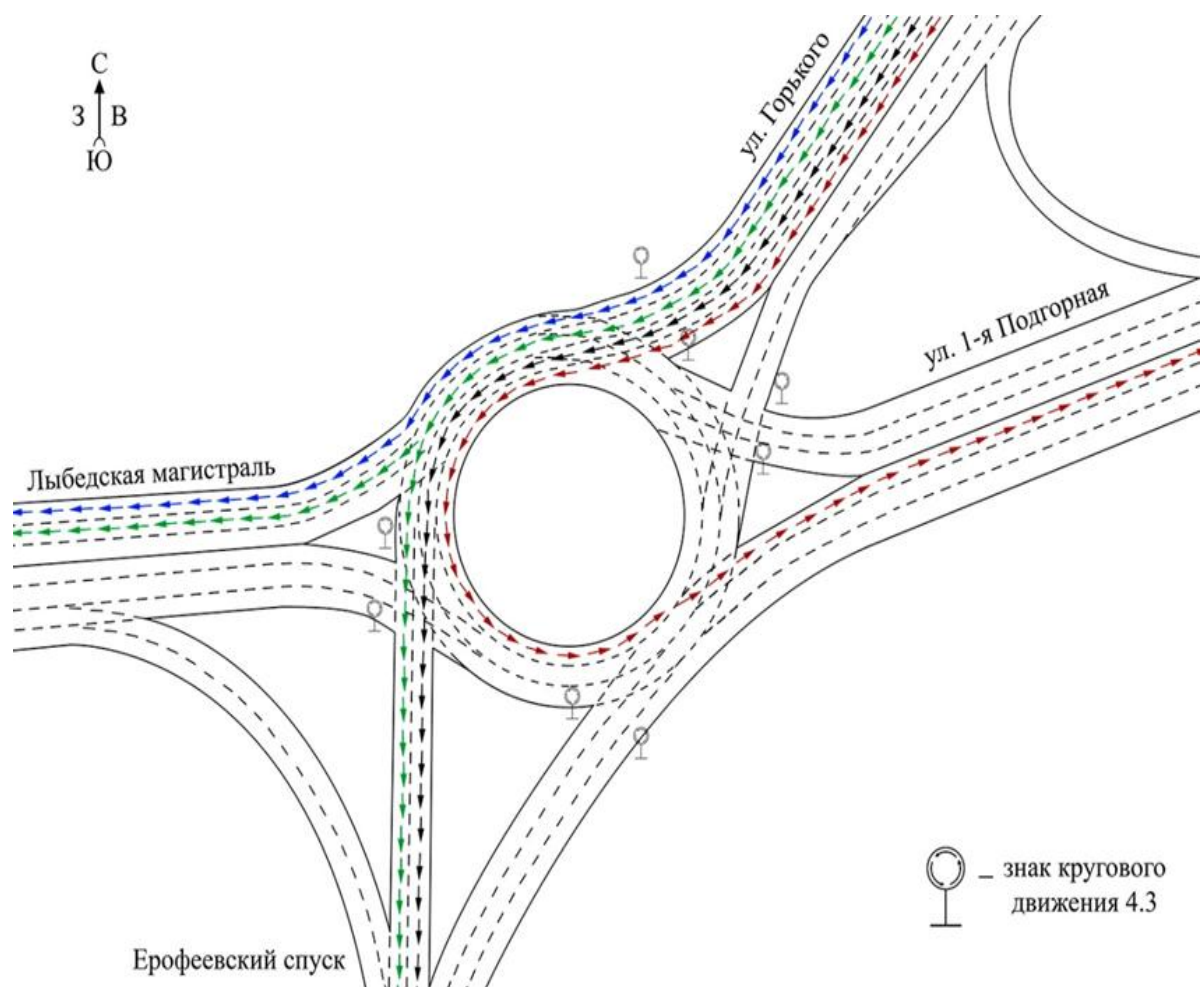 С
З В
Ю
ул. Горького
ул. 1-я Подгорная
Лыбедская магистраль
Ерофеевский спуск
– знак кругового
движения 4.3